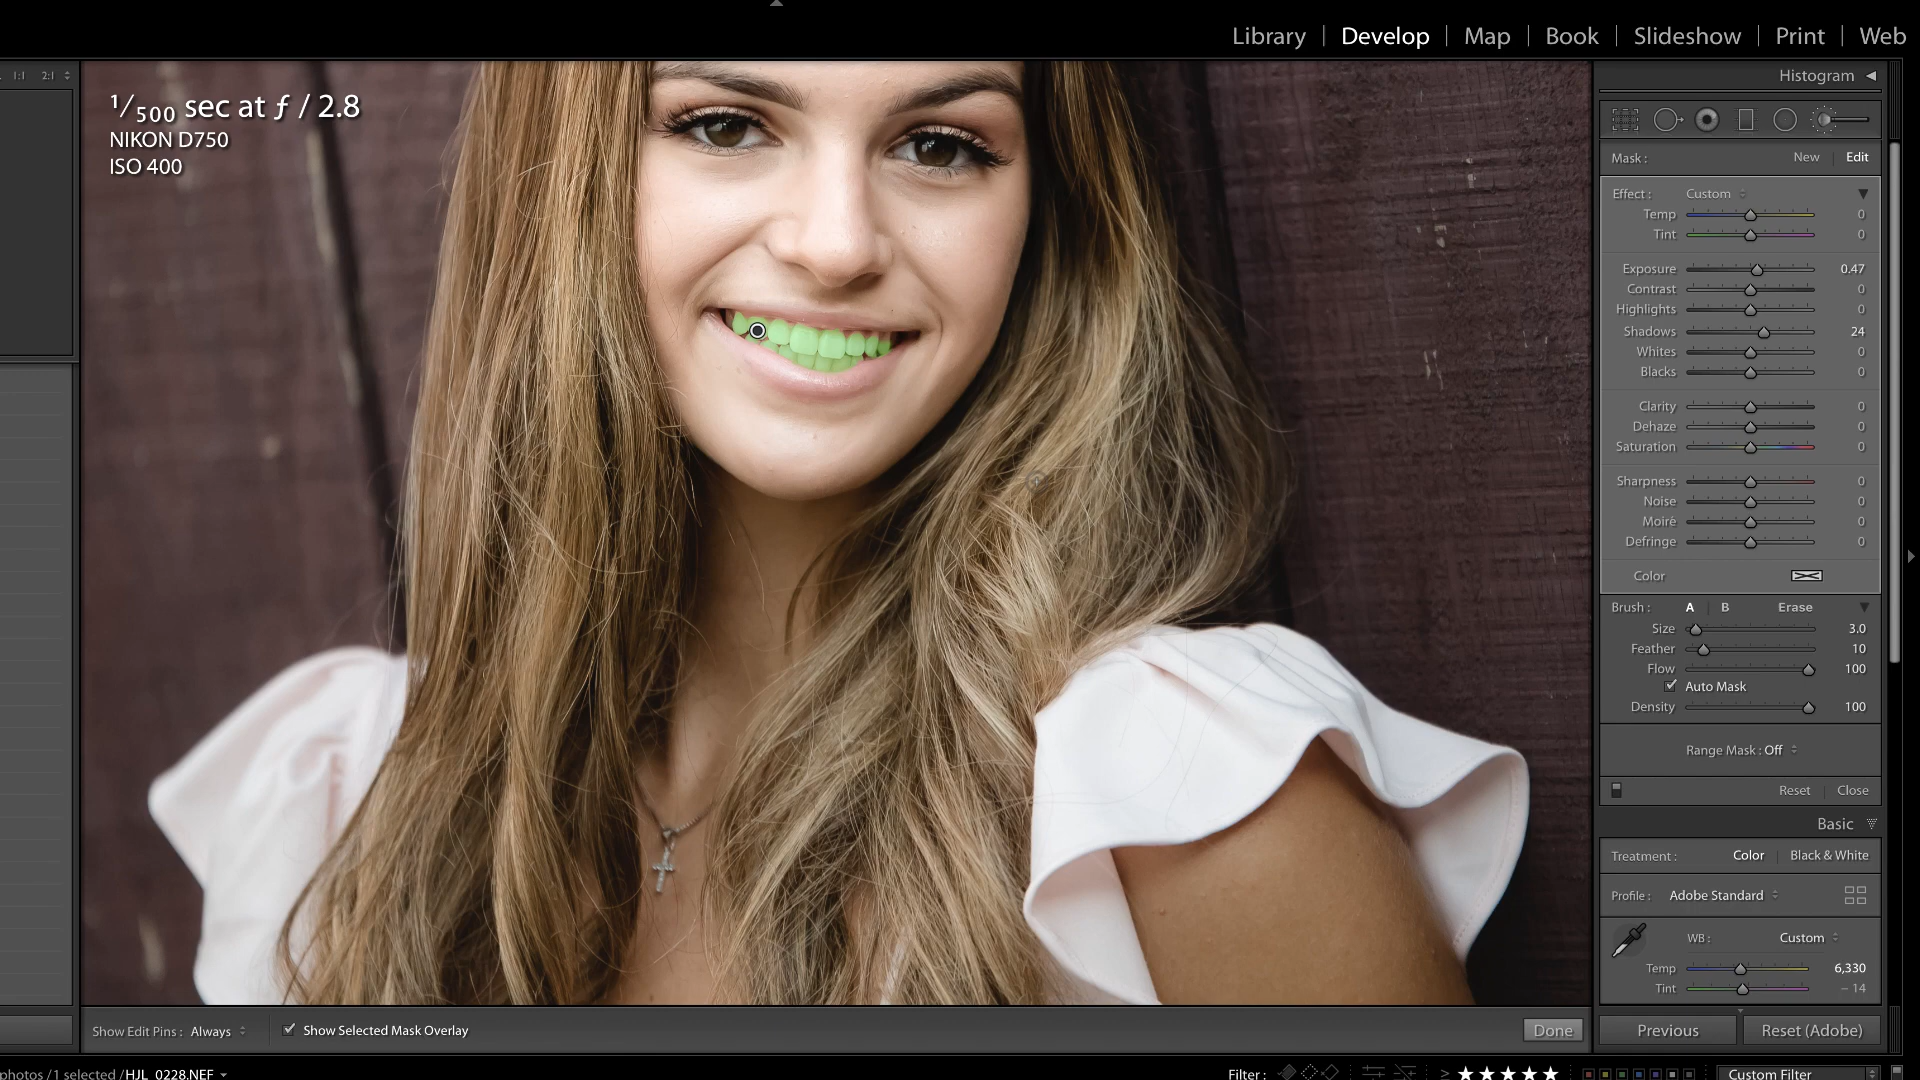 Library | Develop | Map | Book | Slideshow | Print | Web
1:1 2:1
Histogram
1/500 sec at ƒ / 2.8
NIKON D750
ISO 400
Mask : New Edit
Effect : Custom
Temp 0
Tint 0
Exposure 0.47
Contrast 0
Highlights 0
Shadows 24
Whites 0
Blacks 0
Clarity 0
Dehaze 0
Saturation 0
Sharpness 0
Noise 0
Moiré 0
Defringe 0
Color
Brush : A B Erase
Size 3.0
Feather 10
Flow 100
Auto Mask
Density 100
Range Mask : Off
Reset Close
Basic
Treatment : Color Black & White
Profile : Adobe Standard
WB : Custom
Temp 6,330
Tint – 14
Show Edit Pins : Always Show Selected Mask Overlay Done
Previous Reset (Adobe)
photos / 1 selected / HJL_0228.NEF
Filter : ≥ ★★★★★ Custom Filter